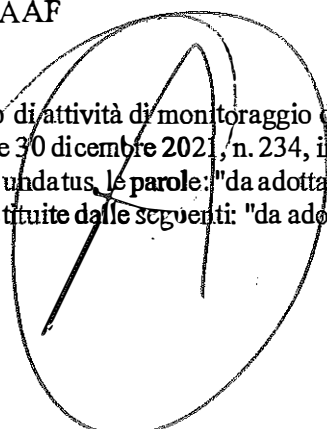 AAF
di attività di monitoraggio
e 30 dicembre 2021, n. 234, i
undatus, le parole: "da adotta
tituite dalle seguenti: "da ado